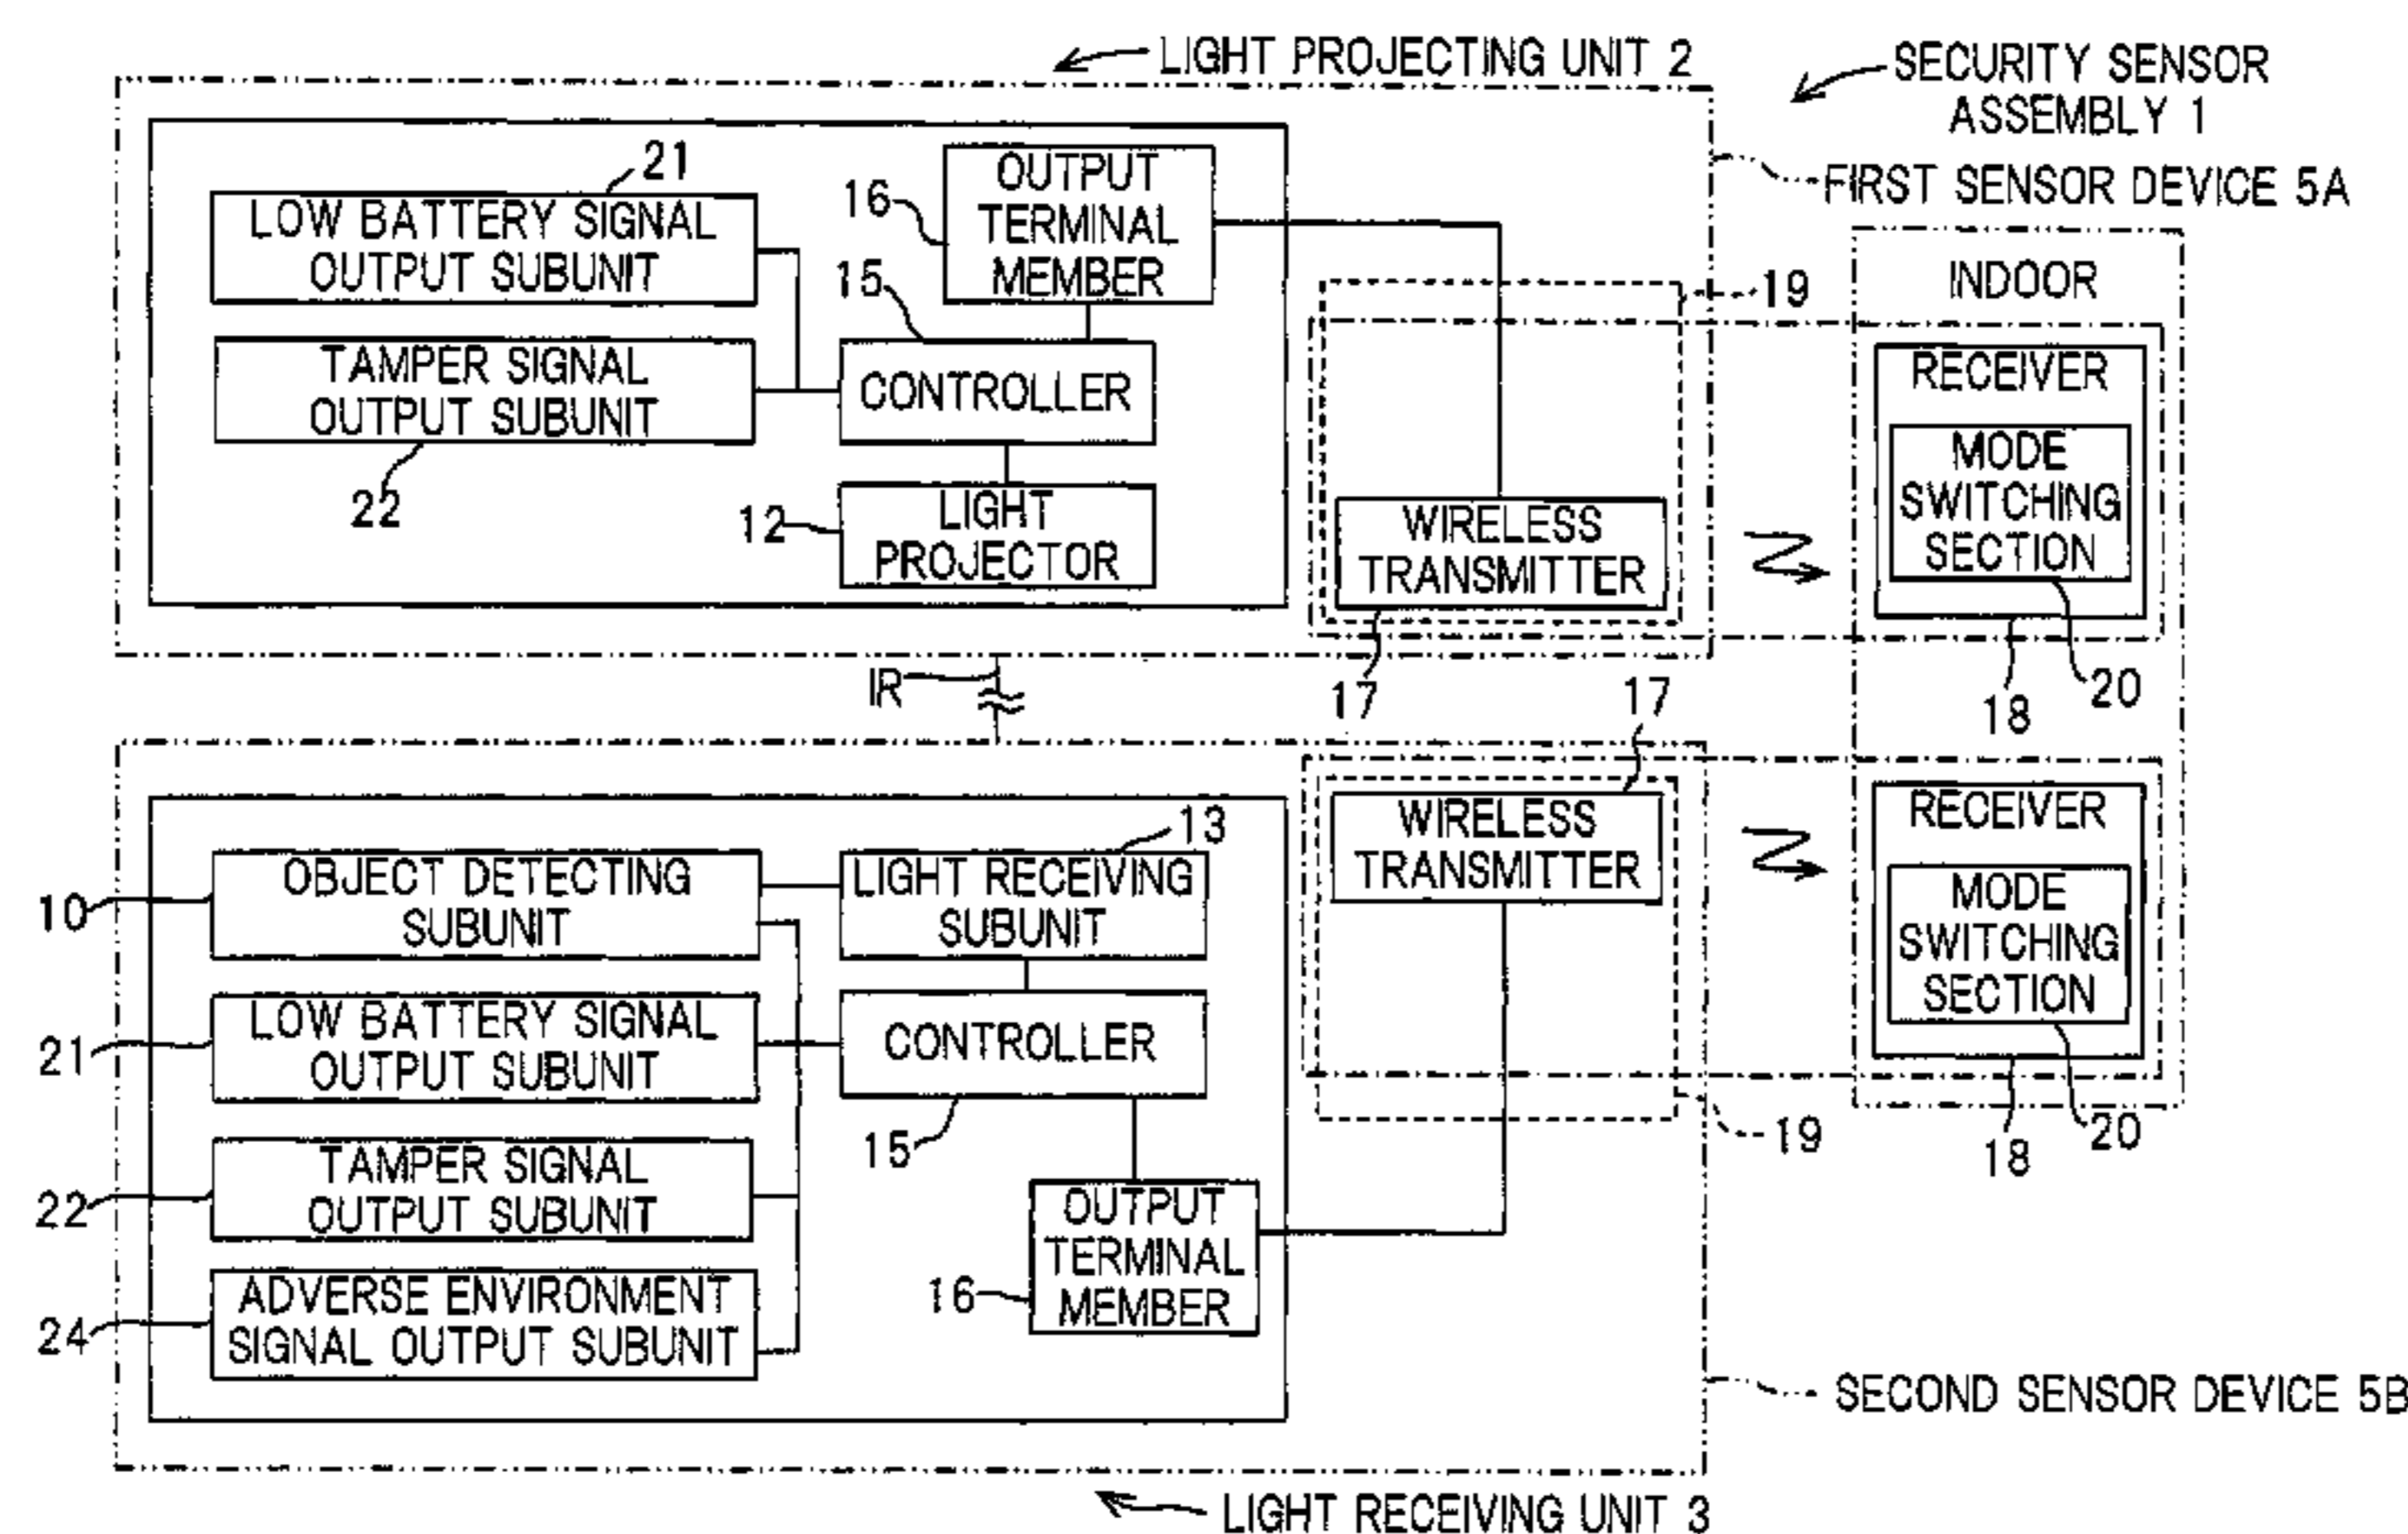 LIGHT PROJECTING UNIT 2
SECURITY SENSOR
ASSEMBLY 1
FIRST SENSOR DEVICE 5A
21
LOW BATTERY SIGNAL
OUTPUT SUBUNIT
16
OUTPUT
TERMINAL
MEMBER
15
TAMPER SIGNAL
OUTPUT SUBUNIT
22
CONTROLLER
12
LIGHT
PROJECTOR
19
WIRELESS
TRANSMITTER
17
INDOOR
RECEIVER
MODE
SWITCHING
SECTION
18
20
IR
17
WIRELESS
TRANSMITTER
13
10
OBJECT DETECTING
SUBUNIT
LIGHT RECEIVING
SUBUNIT
21
LOW BATTERY SIGNAL
OUTPUT SUBUNIT
CONTROLLER
15
22
TAMPER SIGNAL
OUTPUT SUBUNIT
24
ADVERSE ENVIRONMENT
SIGNAL OUTPUT SUBUNIT
16
OUTPUT
TERMINAL
MEMBER
19
RECEIVER
MODE
SWITCHING
SECTION
18
20
SECOND SENSOR DEVICE 5B
LIGHT RECEIVING UNIT 3